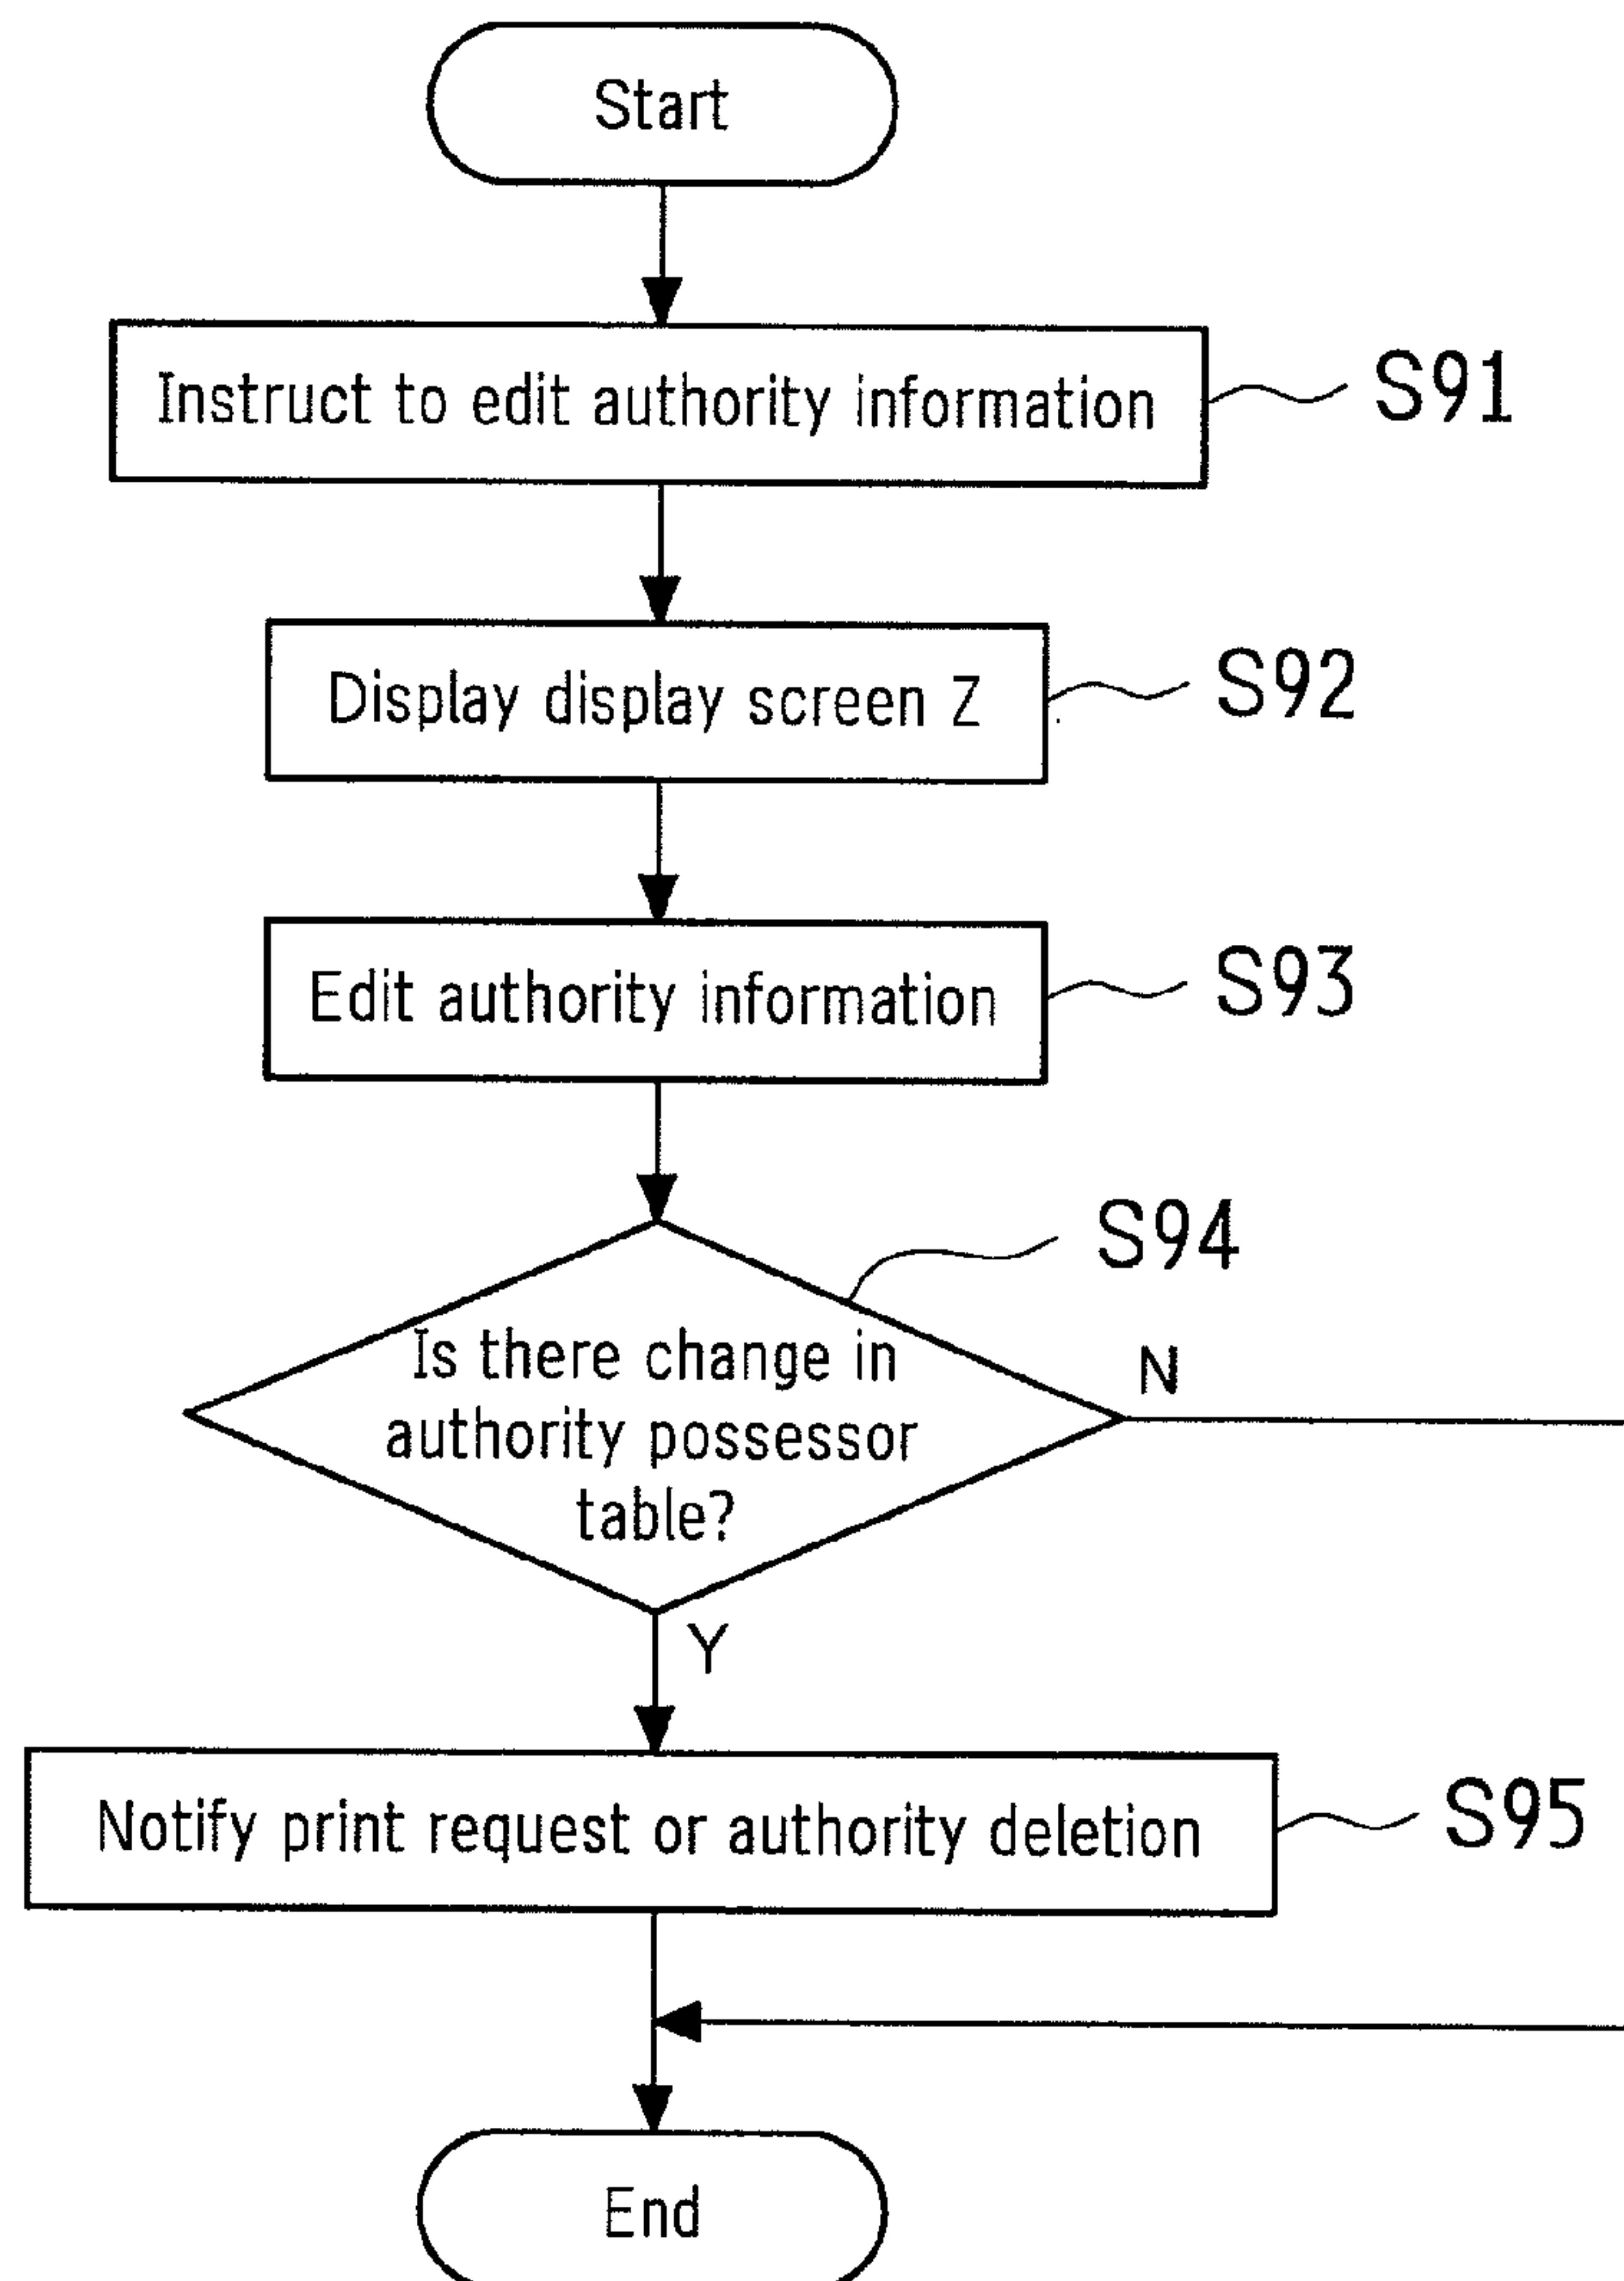 Start
Instruct to edit authority information
S91
Display display screen Z
S92
Edit authority information
S93
S94
Is there change in
authority possessor
table?
N
Y
Notify print request or authority deletion
S95
End